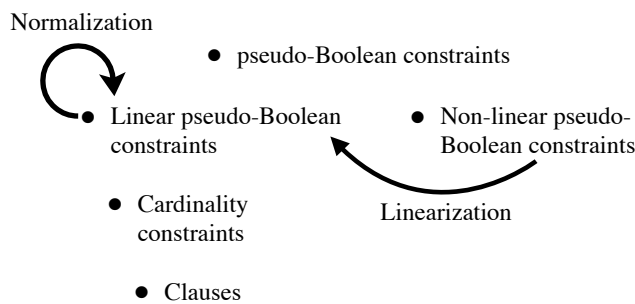 Normalization
• pseudo-Boolean constraints
• Linear pseudo-Boolean
constraints
• Non-linear pseudo-
Boolean constraints
Linearization
• Cardinality
constraints
• Clauses